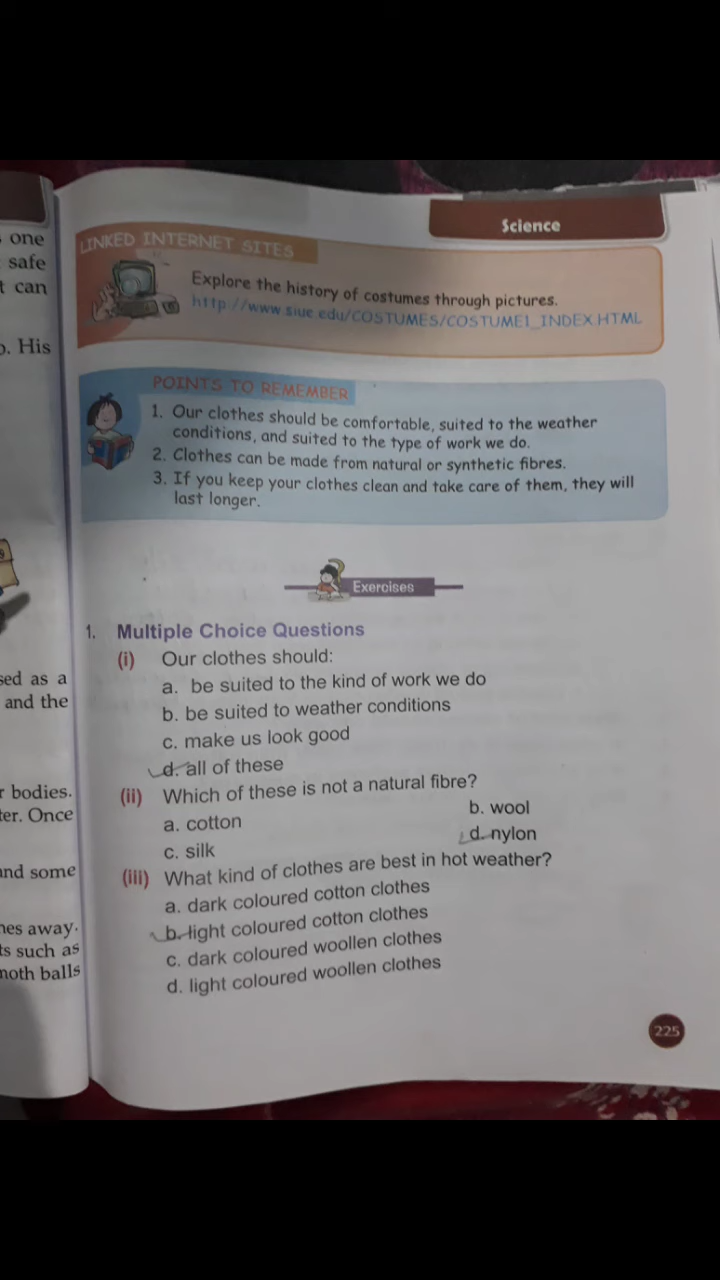 one
safe
t can
o. His
sed as a
and the
r bodies.
ter. Once
and some
nes away.
ts such as
moth balls
Science
LINKED INTERNET SITES
Explore the history of costumes through pictures.
http://www.siue.edu/COSTUMES/COSTUME1_INDEX.HTML
POINTS TO REMEMBER
1. Our clothes should be comfortable, suited to the weather
conditions, and suited to the type of work we do.
2. Clothes can be made from natural or synthetic fibres.
3. If you keep your clothes clean and take care of them, they will
last longer.
Exercises
1. Multiple Choice Questions
(i) Our clothes should:
a. be suited to the kind of work we do
b. be suited to weather conditions
c. make us look good
d. all of these
(ii) Which of these is not a natural fibre?
a. cotton b. wool
c. silk d. nylon
(iii) What kind of clothes are best in hot weather?
a. dark coloured cotton clothes
b. light coloured cotton clothes
c. dark coloured woollen clothes
d. light coloured woollen clothes
225